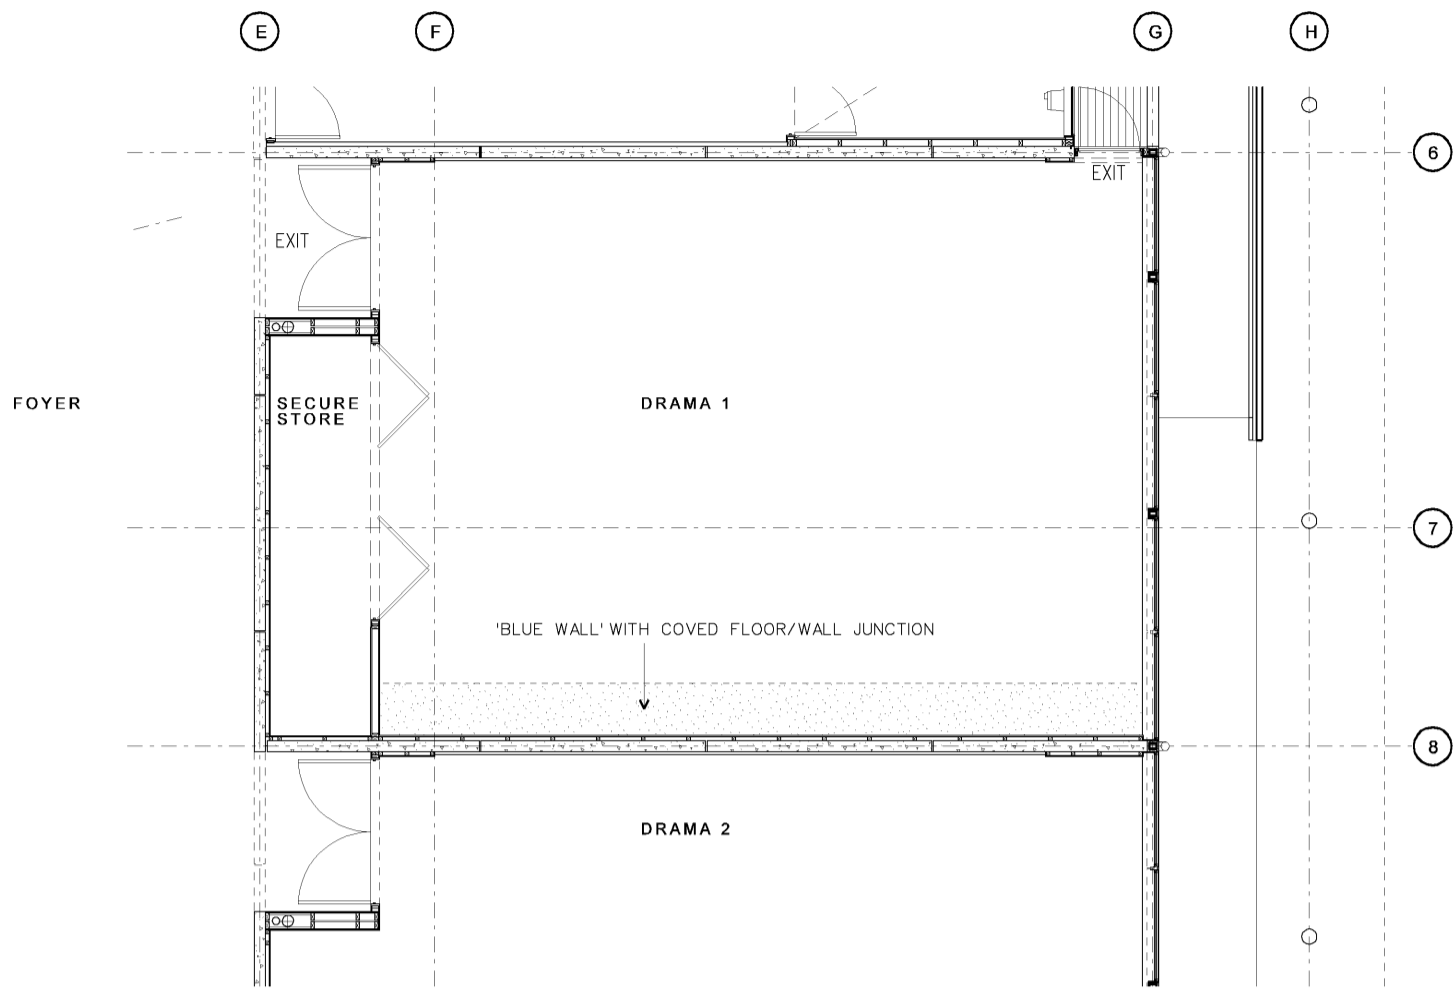 E
F
G
H
6
EXIT
EXIT
FOYER
SECURE
STORE
DRAMA 1
7
'BLUE WALL' WITH COVED FLOOR/WALL JUNCTION
8
DRAMA 2